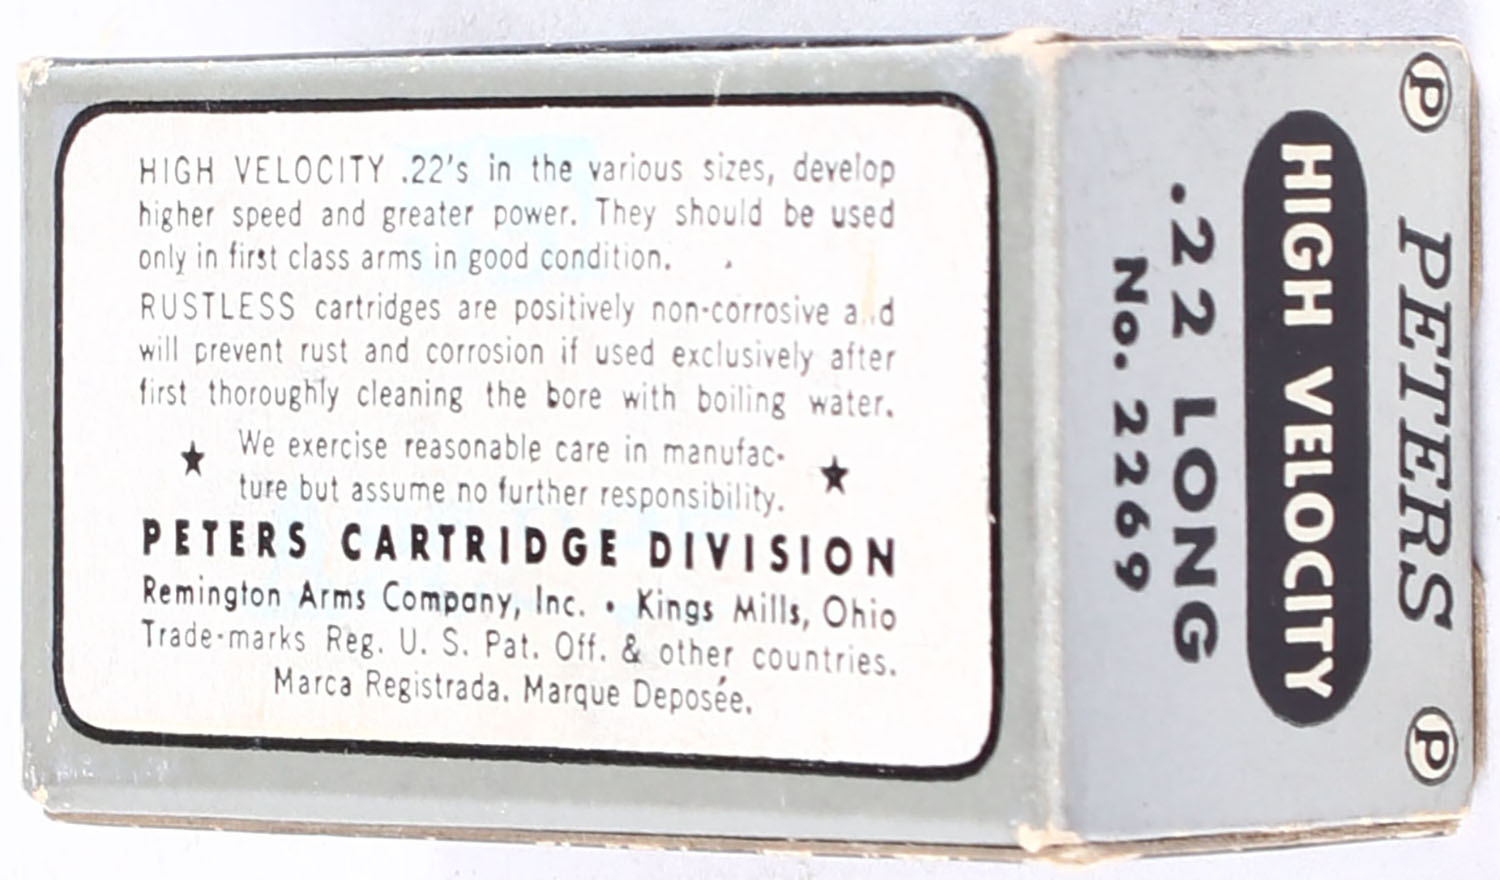 HIGH VELOCITY .22's in the various sizes, develop
higher speed and greater power. They should be used
only in first class arms in good condition.
RUSTLESS cartridges are positively non-corrosive and
will prevent rust and corrosion if used exclusively after
first thoroughly cleaning the bore with boiling water.
★ We exercise reasonable care in manufac-
ture but assume no further responsibility. ★
PETERS CARTRIDGE DIVISION
Remington Arms Company, Inc. • Kings Mills, Ohio
Trade-marks Reg. U. S. Pat. Off. & other countries.
Marca Registrada. Marque Deposée.
P PETERS P
HIGH VELOCITY
.22 LONG
No. 2269